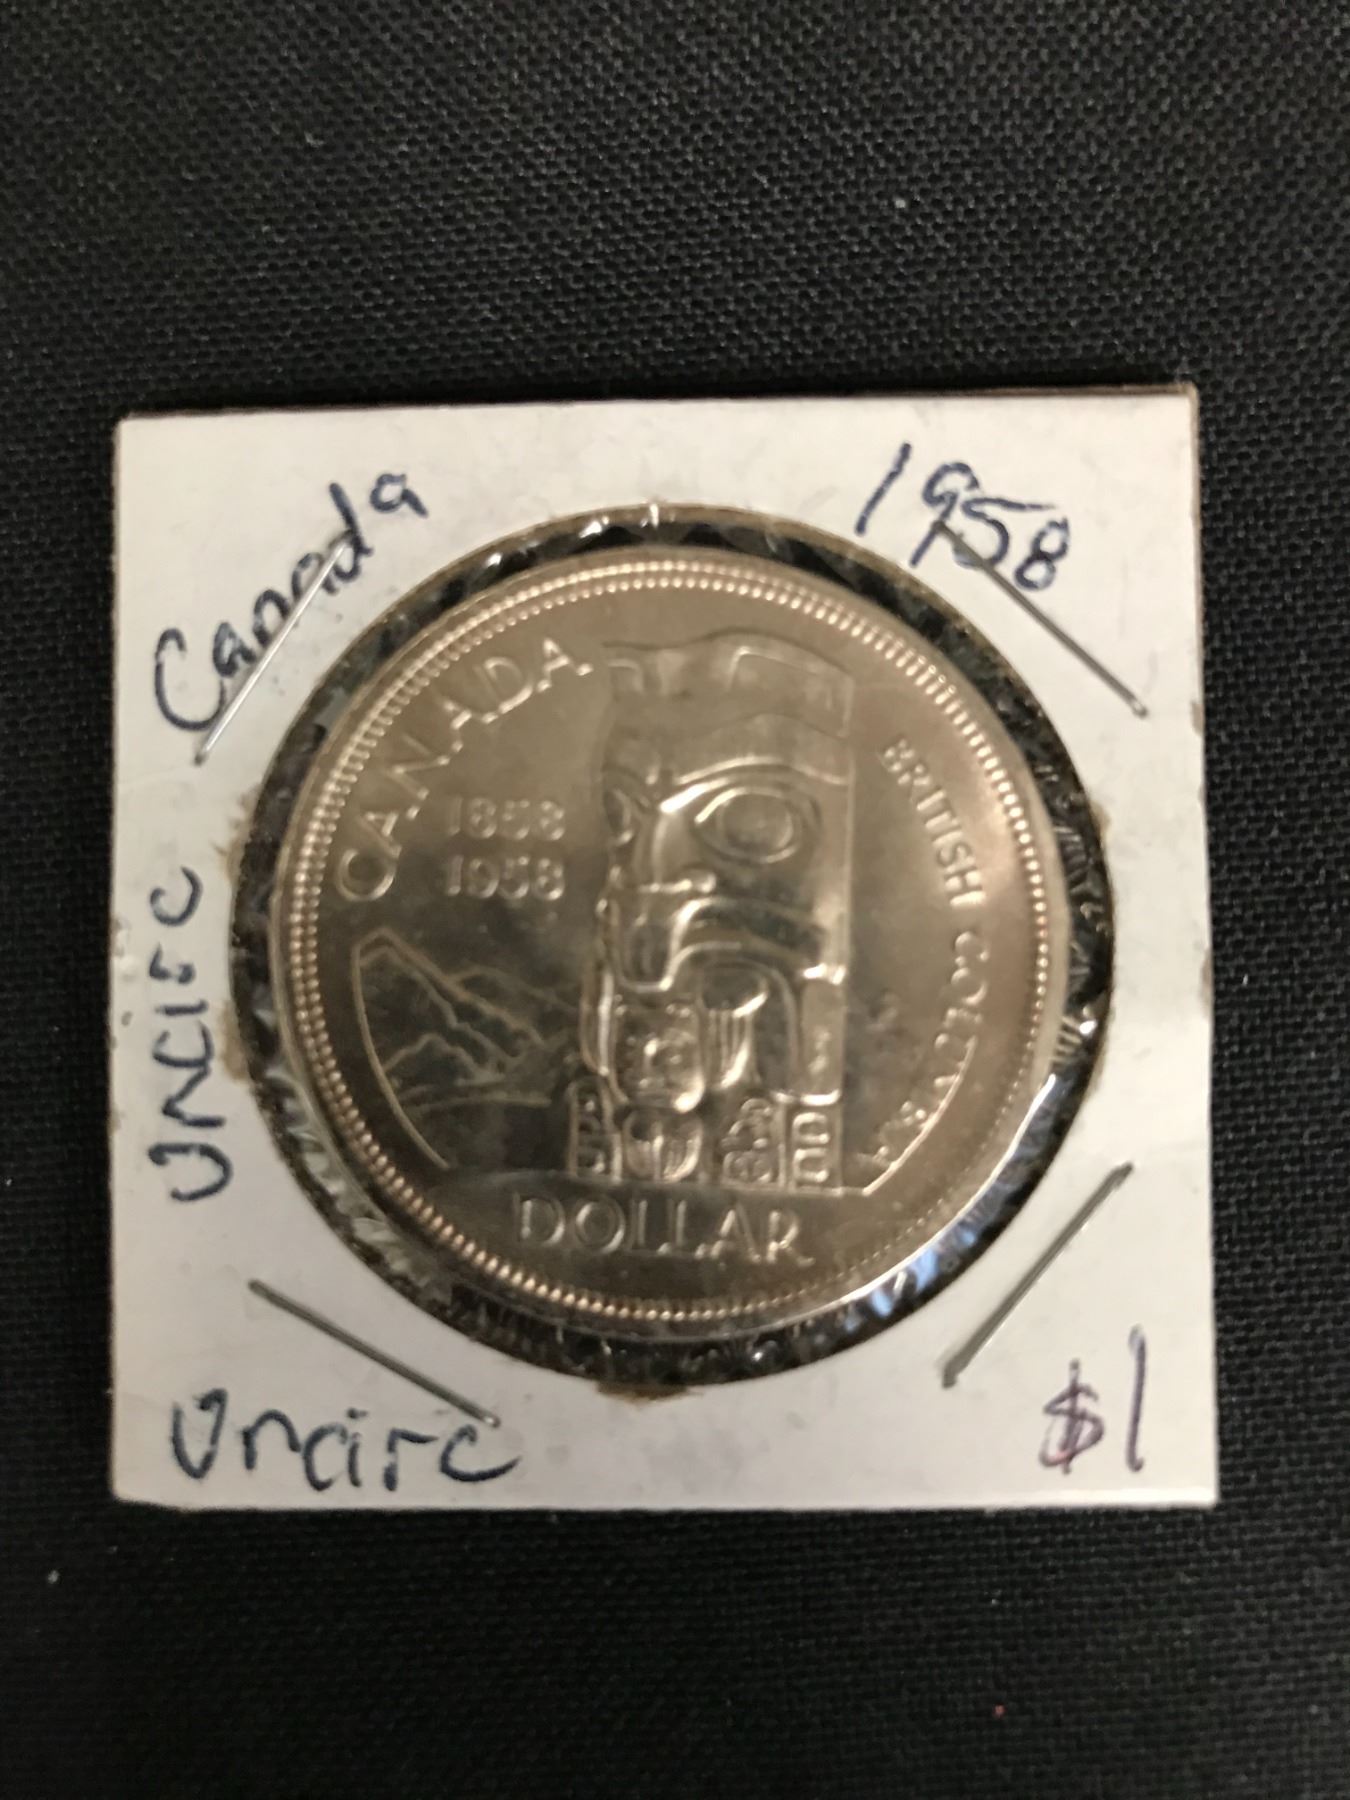 Canada
1958
CANADA
1858
1958
BRITISH COLUMBIA
DOLLAR
Uncirc
Uncirc
$1